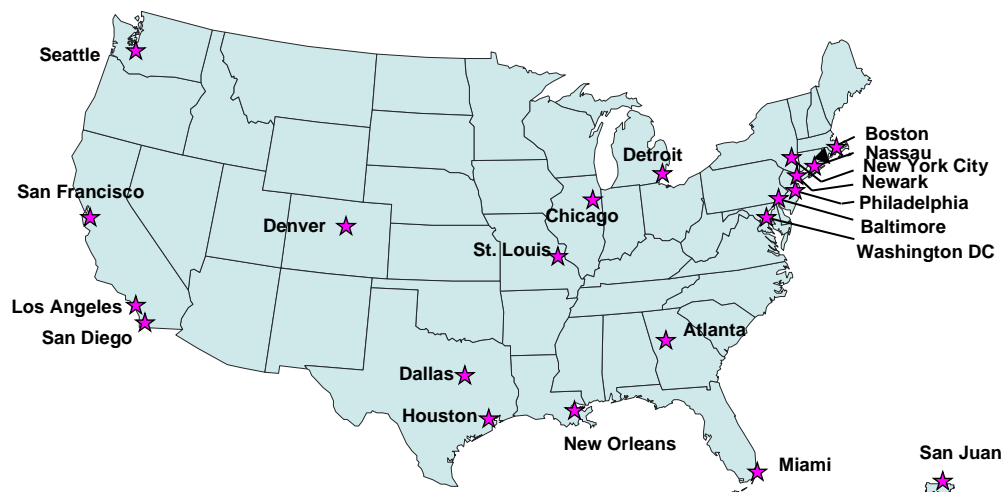 Seattle
Boston
Nassau
Detroit
New York City
Newark
San Francisco
Philadelphia
Chicago
Denver
Baltimore
St. Louis
Washington DC
Los Angeles
San Diego
Atlanta
Dallas
Houston
New Orleans
San Juan
Miami